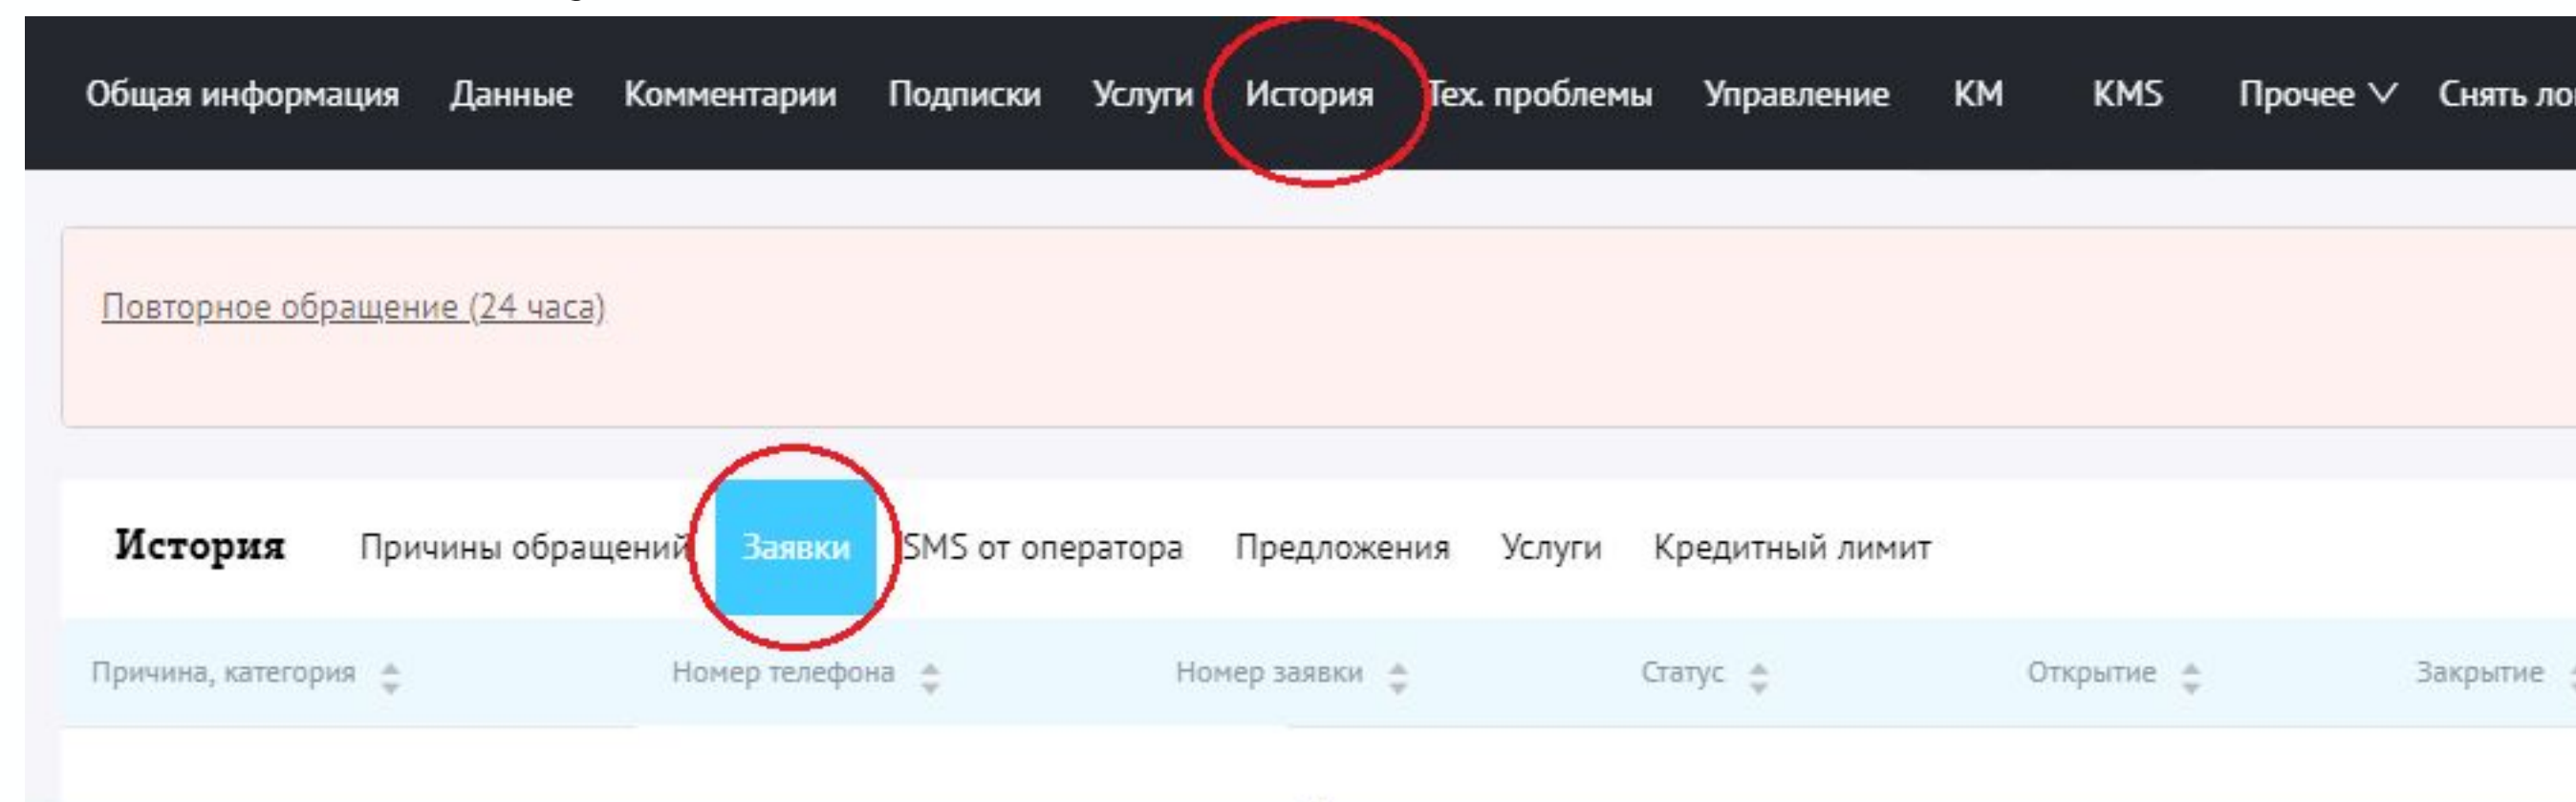 Общая информация Данные Комментарии Подписки Услуги История Тех. проблемы Управление КМ KMS Прочее Снять
Повторное обращение (24 часа)
История Причины обращений Заявки SMS от оператора Предложения Услуги Кредитный лимит
Причина, категория Номер телефона Номер заявки Статус Открытие Закрытие